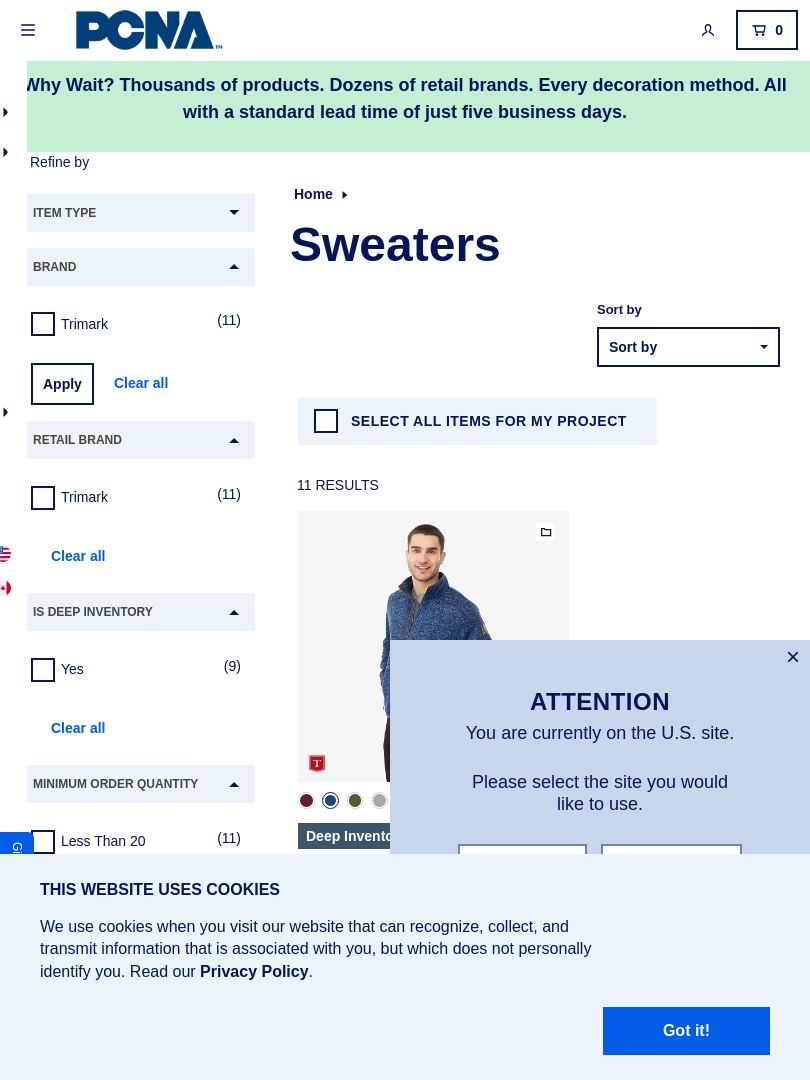 PCNA™
0
Why Wait? Thousands of products. Dozens of retail brands. Every decoration method. All
with a standard lead time of just five business days.
Refine by
Home
ITEM TYPE
Sweaters
BRAND
Trimark (11)
Sort by
Sort by
Apply Clear all
SELECT ALL ITEMS FOR MY PROJECT
RETAIL BRAND
11 RESULTS
Trimark (11)
Clear all
IS DEEP INVENTORY
Yes (9)
×
ATTENTION
You are currently on the U.S. site.
Clear all
T
MINIMUM ORDER QUANTITY
Please select the site you would
like to use.
Less Than 20 (11)
Deep
THIS WEBSITE USES COOKIES
We use cookies when you visit our website that can recognize, collect, and
transmit information that is associated with you, but which does not personally
identify you. Read our Privacy Policy.
Got it!